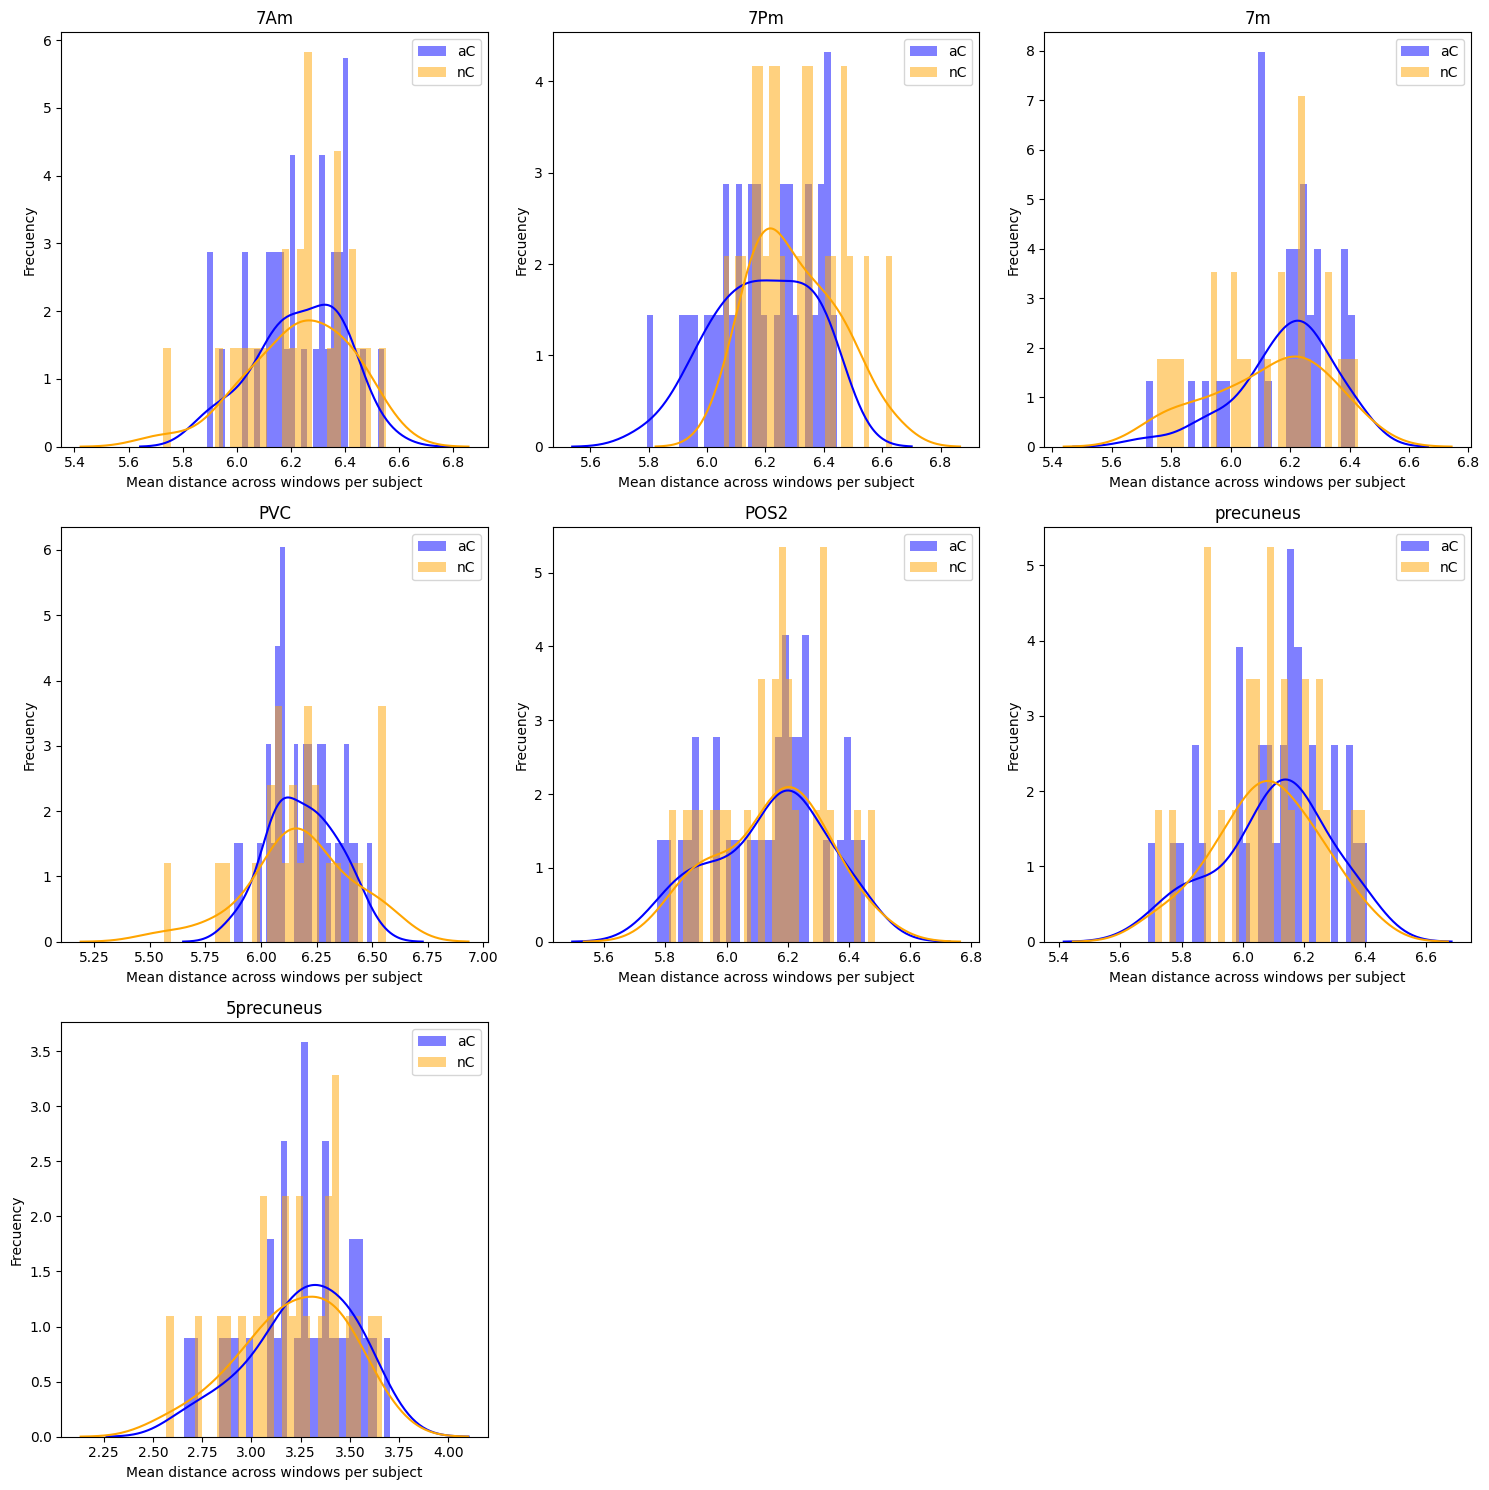 7Am
aC
nC
Frecuency
6
5
4
3
2
1
0
5.4 5.6 5.8 6.0 6.2 6.4 6.6 6.8
Mean distance across windows per subject
7Pm
aC
nC
Frecuency
4
3
2
1
0
5.6 5.8 6.0 6.2 6.4 6.6 6.8
Mean distance across windows per subject
7m
aC
nC
Frecuency
8
7
6
5
4
3
2
1
0
5.4 5.6 5.8 6.0 6.2 6.4 6.6 6.8
Mean distance across windows per subject
PVC
aC
nC
Frecuency
6
5
4
3
2
1
0
5.25 5.50 5.75 6.00 6.25 6.50 6.75 7.00
Mean distance across windows per subject
POS2
aC
nC
Frecuency
5
4
3
2
1
0
5.6 5.8 6.0 6.2 6.4 6.6 6.8
Mean distance across windows per subject
precuneus
aC
nC
Frecuency
5
4
3
2
1
0
5.4 5.6 5.8 6.0 6.2 6.4 6.6
Mean distance across windows per subject
5precuneus
aC
nC
Frecuency
3.5
3.0
2.5
2.0
1.5
1.0
0.5
0.0
2.25 2.50 2.75 3.00 3.25 3.50 3.75 4.00
Mean distance across windows per subject